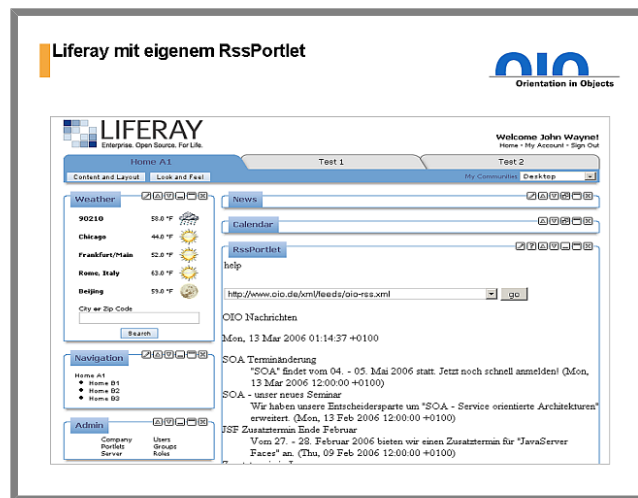 Liferay mit eigenem RssPortlet
OIO
Orientation in Objects
LIFERAY
Enterprise. Open Source. For Life.
Welcome John Wayne!
Home - My Account - Sign Out
Home A1
Test 1
Test 2
Content and Layout
Look and Feel
My Communities
Desktop
Weather
90210 58.0 °F
Chicago 44.0 °F
Frankfurt/Main 52.0 °F
Rome, Italy 63.0 °F
Beijing 59.0 °F
City or Zip Code
Search
Navigation
Home A1
Home B1
Home B2
Home B3
Admin
Company Users
Portlets Groups
Server Roles
News
Calendar
RssPortlet
help
http://www.oio.de/xml/feeds/oio-rss.xml
go
OIO Nachrichten
Mon, 13 Mar 2006 01:14:37 +0100
SOA Terminänderung
"SOA" findet vom 04. - 05. Mai 2006 statt. Jetzt noch schnell anmelden! (Mon,
13 Mar 2006 12:00:00 +0100)
SOA - unser neues Seminar
Wir haben unsere Entscheidersparte um "SOA - Service orientierte Architekturen"
erweitert. (Mon, 13 Feb 2006 12:00:00 +0100)
JSF Zusatztermin Ende Februar
Vom 27. - 28. Februar 2006 bieten wir einen Zusatztermin für "JavaServer
Faces" an. (Thu, 09 Feb 2006 12:00:00 +0100)